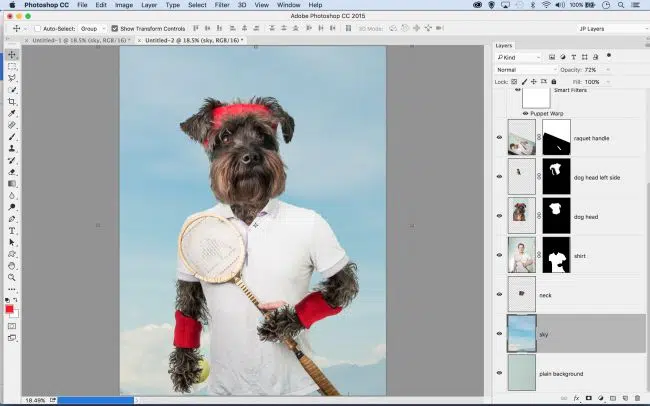 Photoshop CC File Edit Image Layer Type Select Filter 3D View Window Help 100%
Adobe Photoshop CC 2015
Auto-Select: Group Show Transform Controls 3D Mode: JP Layers
Untitled-1 @ 18.5% (sky, RGB/16) * Untitled-2 @ 18.5% (sky, RGB/16) *
Layers
Kind
Normal Opacity: 72%
Lock: Fill: 100%
Smart Filters
Puppet Warp
raquet handle
dog head left side
dog head
shirt
neck
sky
plain background
18.49%
fx